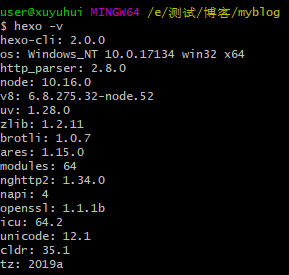 user@xuyuhui MINGW64 /e/测试/博客/myblog
$ hexo -v
hexo-cli: 2.0.0
os: Windows_NT 10.0.17134 win32 x64
http_parser: 2.8.0
node: 10.16.0
v8: 6.8.275.32-node.52
uv: 1.28.0
zlib: 1.2.11
brotli: 1.0.7
ares: 1.15.0
modules: 64
nghttp2: 1.34.0
napi: 4
openssl: 1.1.1b
icu: 64.2
unicode: 12.1
cldr: 35.1
tz: 2019a